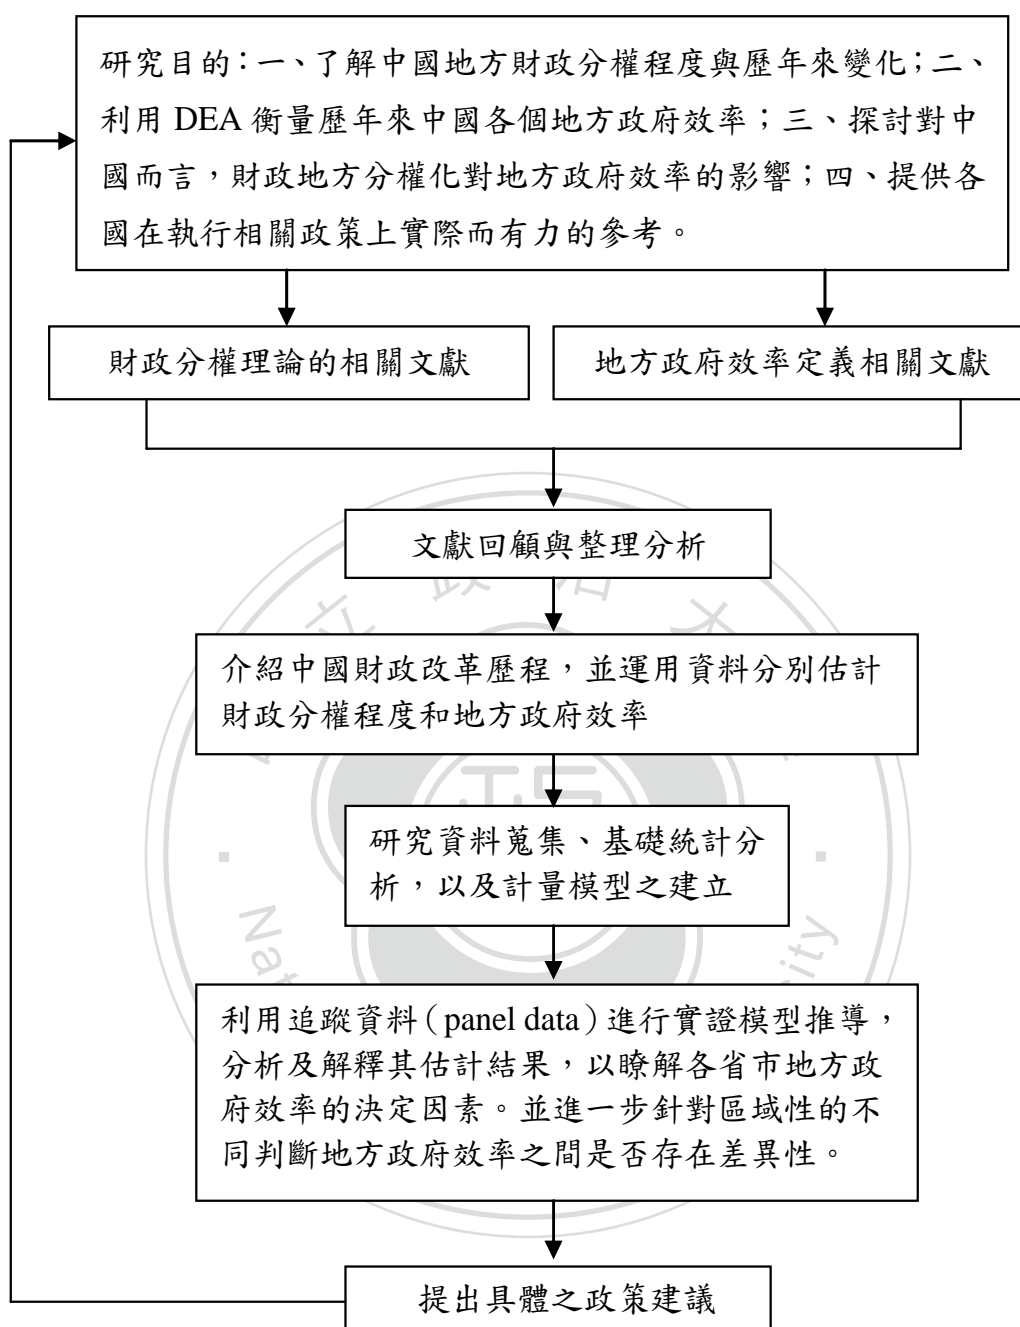 研究目的：一、了解中國地方財政分權程度與歷年來變化；二、
利用 DEA 衡量歷年來中國各個地方政府效率；三、探討對中
國而言，財政地方分權化對地方政府效率的影響；四、提供各
國在執行相關政策上實際而有力的參考。
財政分權理論的相關文獻
地方政府效率定義相關文獻
文獻回顧與整理分析
立 政 治 大
介紹中國財政改革歷程，並運用資料分別估計
財政分權程度和地方政府效率
研究資料蒐集、基礎統計分
析，以及計量模型之建立
利用追蹤資料（panel data）進行實證模型推導，
分析及解釋其估計結果，以瞭解各省市地方政
府效率的決定因素。並進一步針對區域性的不
同判斷地方政府效率之間是否存在差異性。
提出具體之政策建議